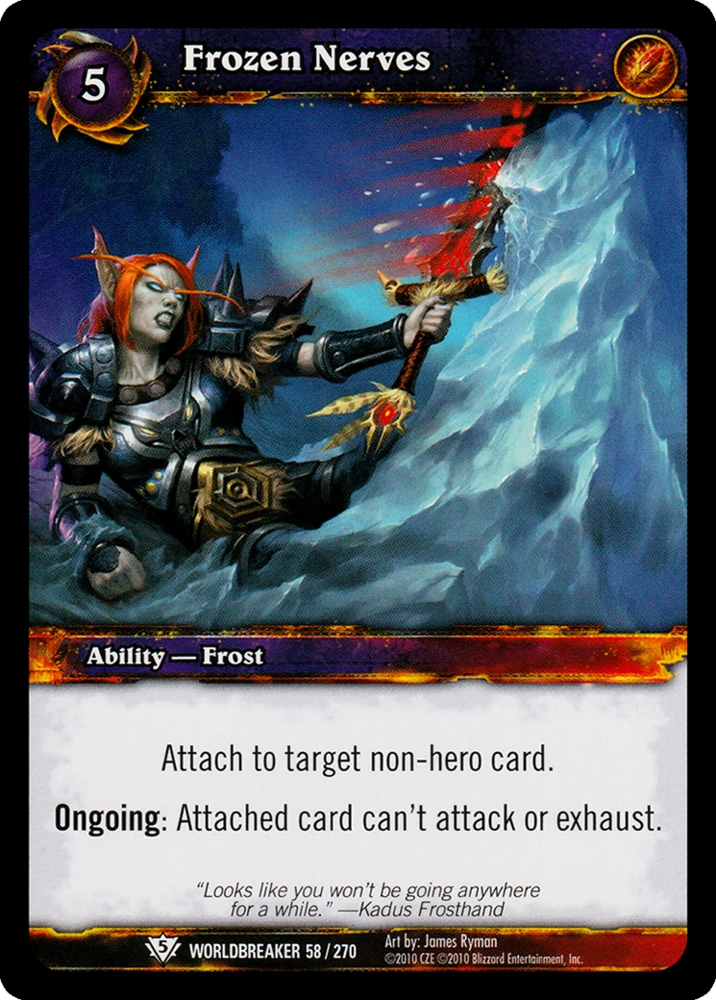 5
Frozen Nerves
Ability — Frost
Attach to target non-hero card.
Ongoing: Attached card can't attack or exhaust.
"Looks like you won't be going anywhere
for a while." —Kadus Frosthand
5
WORLDBREAKER 58 / 270
Art by: James Ryman
©2010 CZE ©2010 Blizzard Entertainment, Inc.